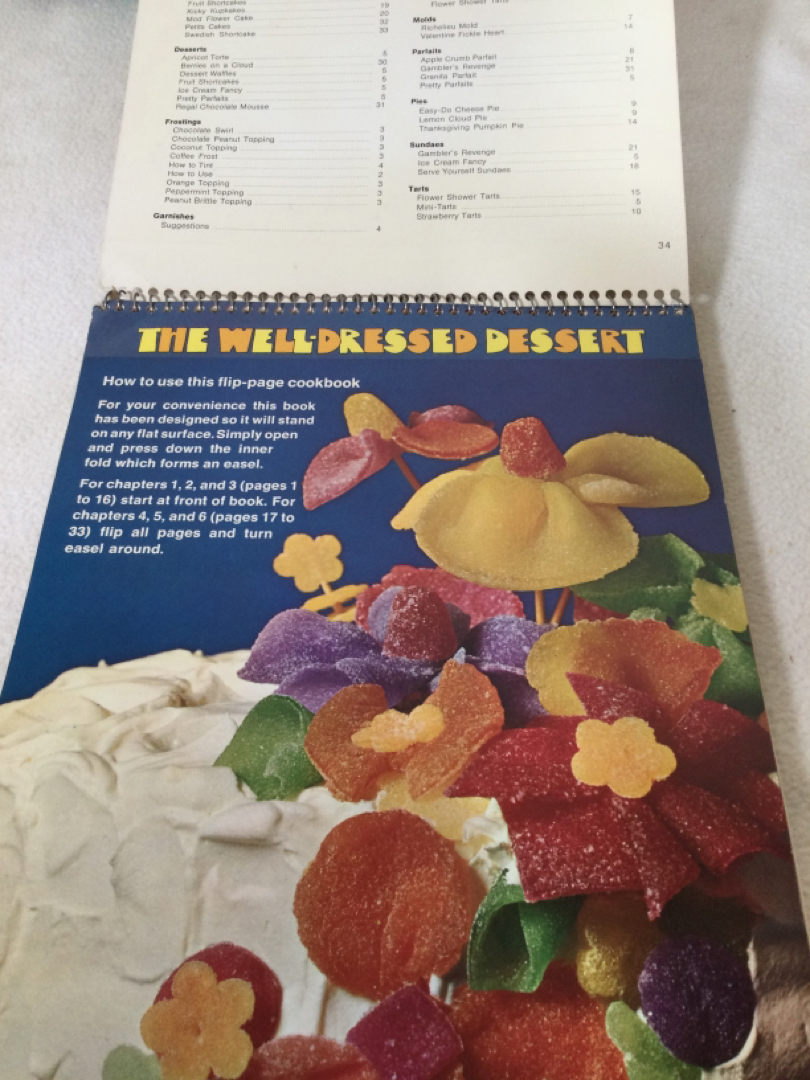 Fruit Shortcakes 19
Kicky Kupkakes 20
Mod Flower Cake 32
Petite Cakes 33
Swedish Shortcake
Desserts
Apricot Torte 5
Berries on a Cloud 30
Dessert Waffles 5
Fruit Shortcakes 5
Ice Cream Fancy 5
Pretty Parfaits 5
Regal Chocolate Mousse 31
Frostings
Chocolate Swirl 3
Chocolate Peanut Topping 3
Coconut Topping 3
Coffee Frost 3
How to Tint 4
How to Use 2
Orange Topping 3
Peppermint Topping 3
Peanut Brittle Topping 3
Garnishes
Suggestions 4
Flower Shower Tarts
Molds
Richelieu Mold 7
Valentine Fickle Heart 14
Parfaits
Apple Crumb Parfait 8
Gambler's Revenge 21
Granita Parfait 31
Pretty Parfaits 5
Pies
Easy-Do Cheese Pie 9
Lemon Cloud Pie 9
Thanksgiving Pumpkin Pie 14
Sundaes
Gambler's Revenge 21
Ice Cream Fancy 5
Serve Yourself Sundaes 18
Tarts
Flower Shower Tarts 15
Mini-Tarts 5
Strawberry Tarts 10
34
THE WELL-DRESSED DESSERT
How to use this flip-page cookbook
For your convenience this book
has been designed so it will stand
on any flat surface. Simply open
and press down the inner
fold which forms an easel.
For chapters 1, 2, and 3 (pages 1
to 16) start at front of book. For
chapters 4, 5, and 6 (pages 17 to
33) flip all pages and turn
easel around.